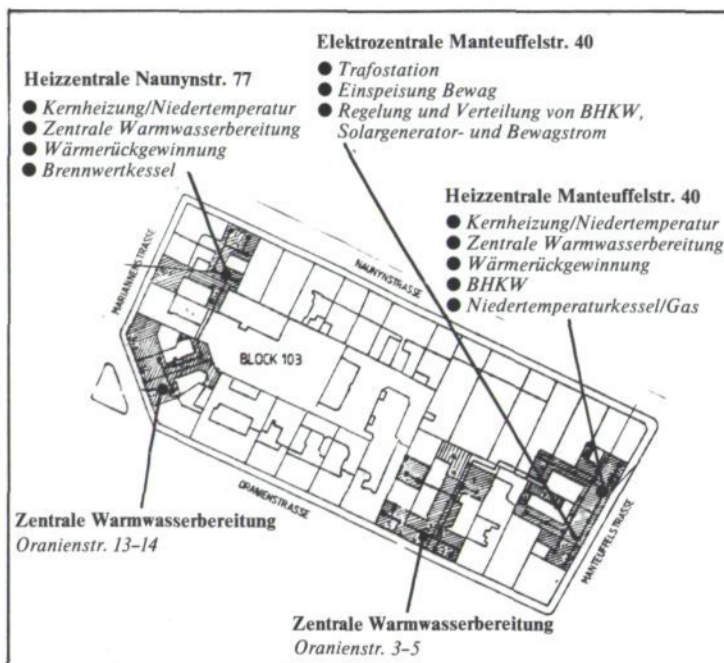 Elektrozentrale Manteuffelstr. 40
● Trafostation
● Einspeisung Bewag
● Regelung und Verteilung von BHKW,
Solargenerator- und Bewagstrom
Heizzentrale Naunynstr. 77
● Kernheizung/Niedertemperatur
● Zentrale Warmwasserbereitung
● Wärmerückgewinnung
● Brennwertkessel
Heizzentrale Manteuffelstr. 40
● Kernheizung/Niedertemperatur
● Zentrale Warmwasserbereitung
● Wärmerückgewinnung
● BHKW
● Niedertemperaturkessel/Gas
MARIANNENSTRASSE
NAUNYNSTRASSE
BLOCK 103
ORANIENSTRASSE
MANTEUFFELSTRASSE
Zentrale Warmwasserbereitung
Oranienstr. 13–14
Zentrale Warmwasserbereitung
Oranienstr. 3–5